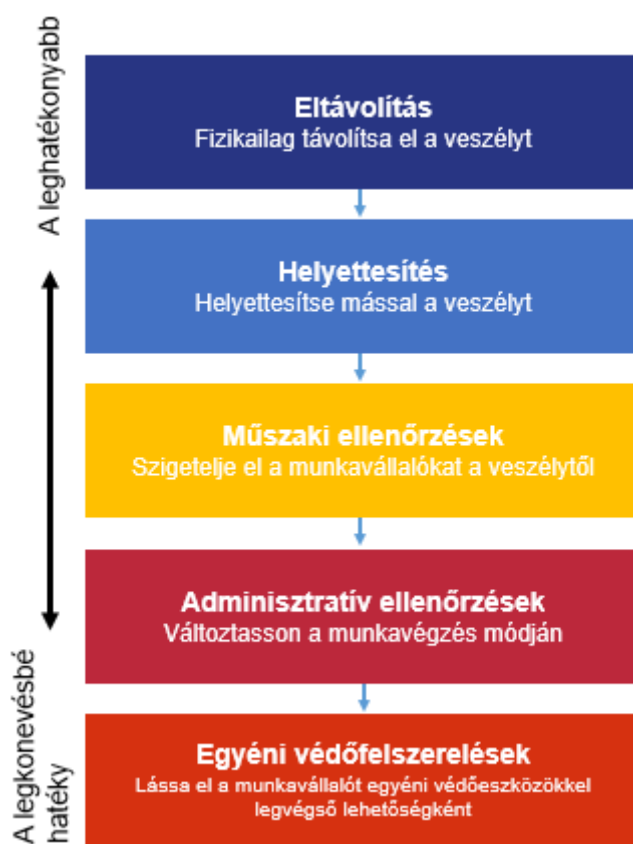 A leghatékonyabb
Eltávolítás
Fizikailag távolítsa el a veszélyt
Helyettesítés
Helyettesítse mással a veszélyt
Műszaki ellenőrzések
Szigetelje el a munkavállalókat a veszélytől
Adminisztratív ellenőrzések
Változtasson a munkavégzés módján
A legkonevésbé
hatéky
Egyéni védőfelszerelések
Lássa el a munkavállalót egyéni védőeszközökkel
legvégső lehetőségként